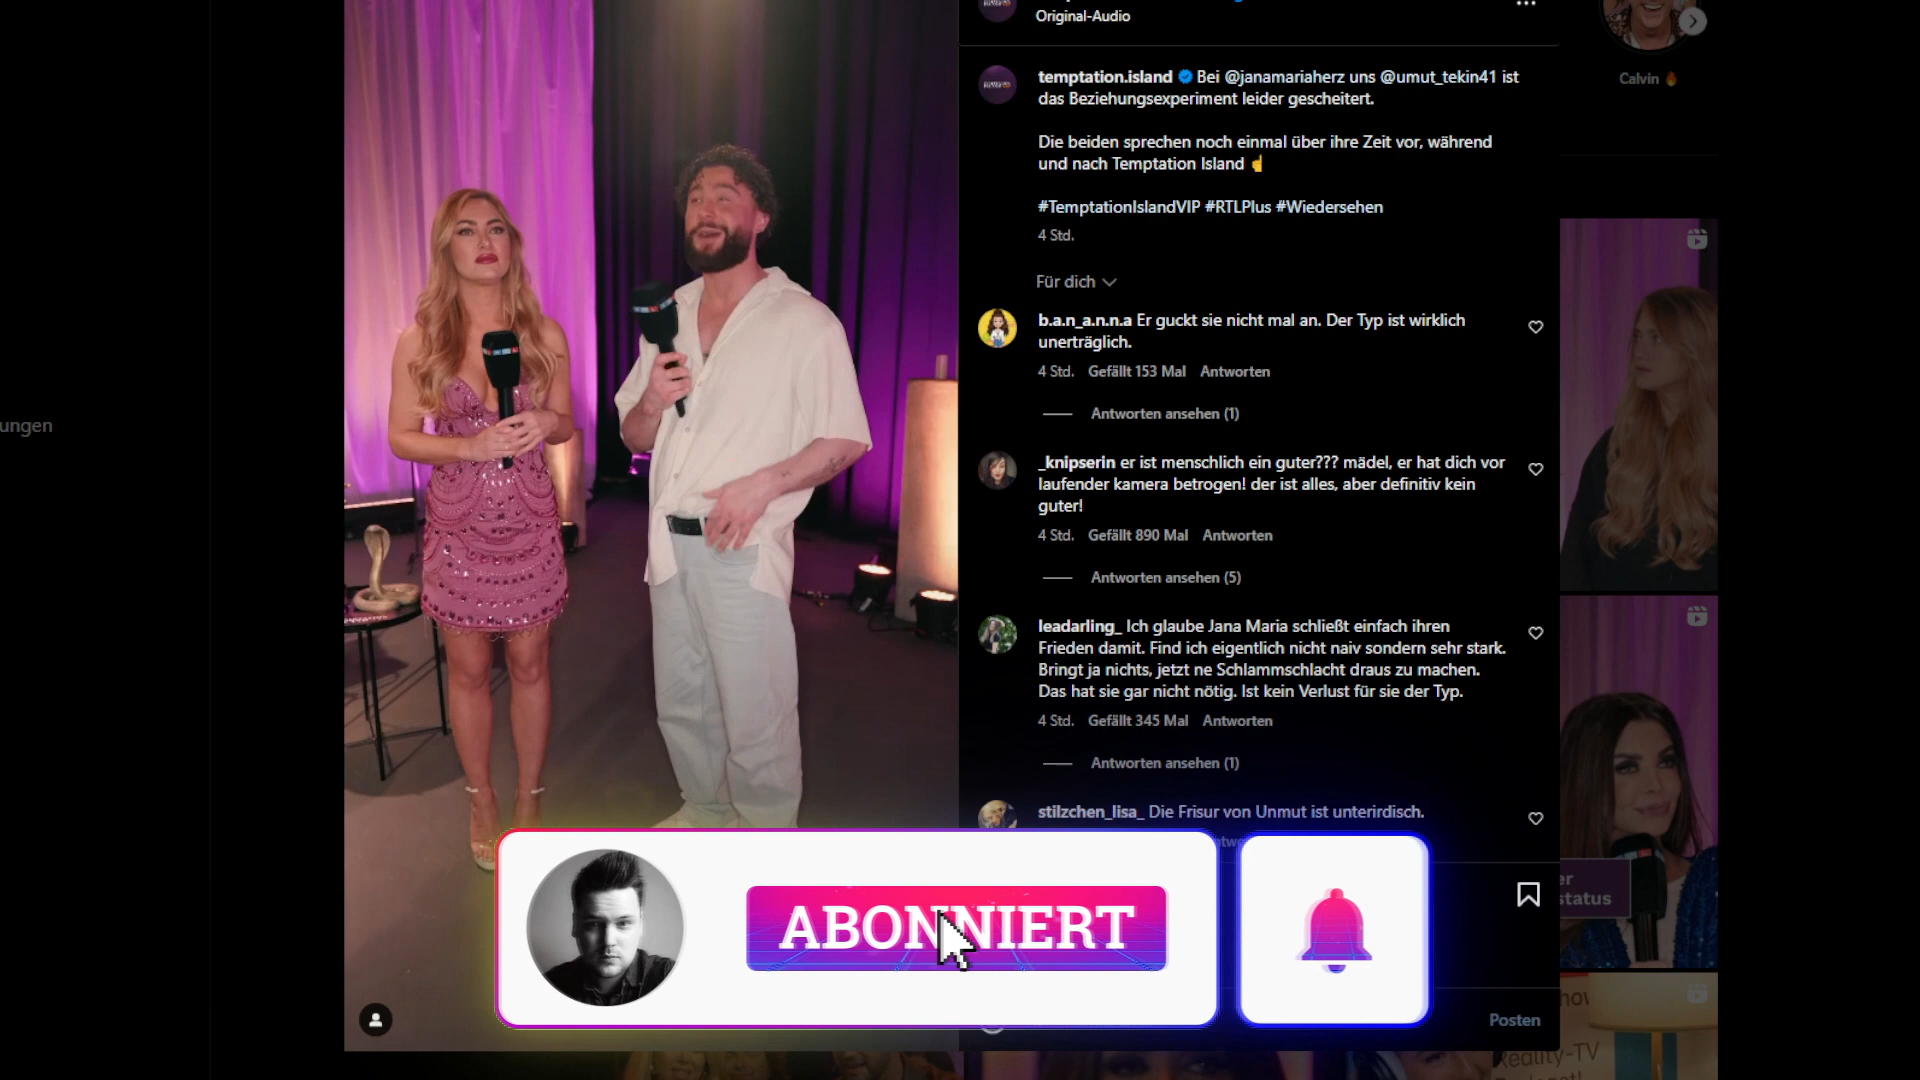 Original-Audio
temptation.island Bei @janamariaherz uns @umut_tekin41 ist
das Beziehungsexperiment leider gescheitert.
Die beiden sprechen noch einmal über ihre Zeit vor, während
und nach Temptation Island ☝
#TemptationIslandVIP #RTLPlus #Wiedersehen
4 Std.
Für dich
b.a.n_a.n.n.a Er guckt sie nicht mal an. Der Typ ist wirklich
unerträglich.
4 Std. Gefällt 153 Mal Antworten
Antworten ansehen (1)
_knipserin er ist menschlich ein guter??? mädel, er hat dich vor
laufender kamera betrogen! der ist alles, aber definitiv kein
guter!
4 Std. Gefällt 890 Mal Antworten
Antworten ansehen (5)
leadarling_ Ich glaube Jana Maria schließt einfach ihren
Frieden damit. Find ich eigentlich nicht naiv sondern sehr stark.
Bringt ja nichts, jetzt ne Schlammschlacht draus zu machen.
Das hat sie gar nicht nötig. Ist kein Verlust für sie der Typ.
4 Std. Gefällt 345 Mal Antworten
Antworten ansehen (1)
stilzchen_lisa_ Die Frisur von Unmut ist unterirdisch.
Posten
Calvin 🔥
ungen
er
status
Reality-TV
ABONNIERT